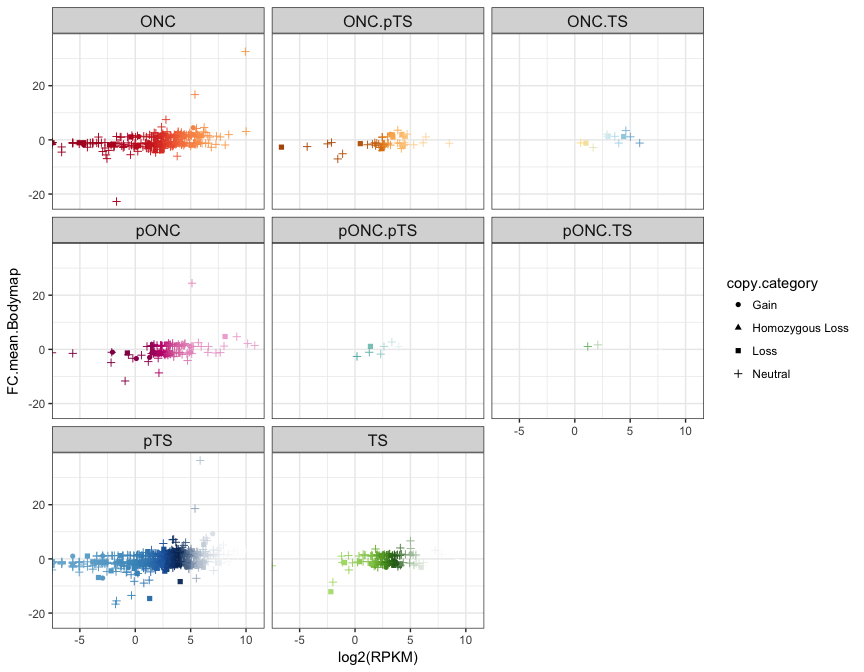 ONC ONC.pTS ONC.TS
20
0
-20
pONC pONC.pTS pONC.TS
20
0
-20
-5 0 5 10
pTS TS
20
0
-20
-5 0 5 10 -5 0 5 10
log2(RPKM)
FC.mean.Bodymap
copy.category
Gain
Homozygous Loss
Loss
Neutral